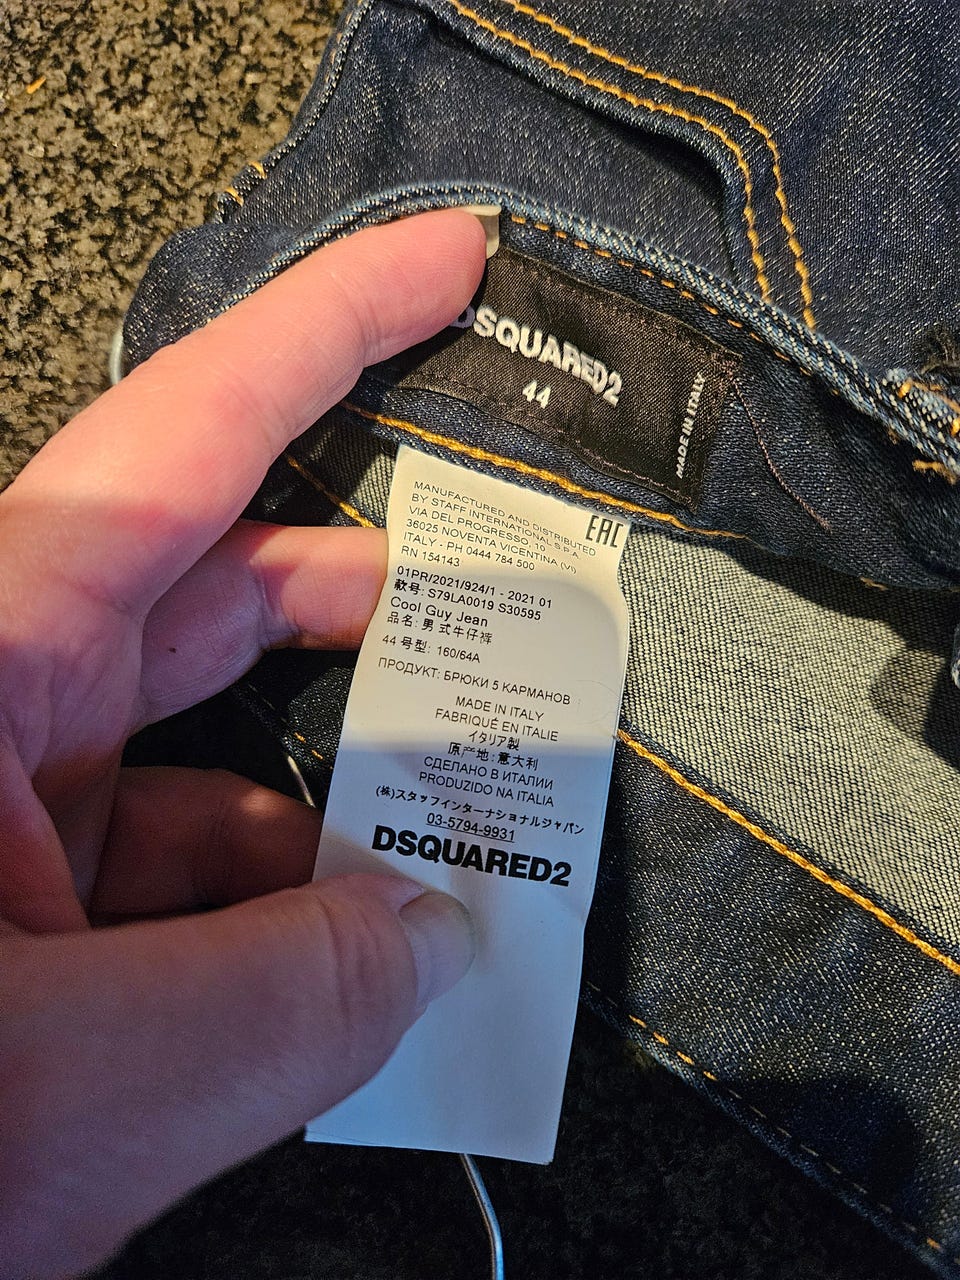 DSQUARED2
44
MADE IN ITALY
MANUFACTURED AND DISTRIBUTED
BY STAFF INTERNATIONAL S.P.A
VIA DEL PROGRESSO, 10
36025 NOVENTA VICENTINA (VI)
ITALY - PH 0444 784 500
RN 154143
EAC
01PR/2021/924/1 - 2021 01
款号: S79LA0019 S30595
Cool Guy Jean
品名: 男式牛仔裤
44 号型: 160/64A
ПРОДУКТ: БРЮКИ 5 КАРМАНОВ
MADE IN ITALY
FABRIQUÉ EN ITALIE
イタリア製
原产地:意大利
СДЕЛАНО В ИТАЛИИ
PRODUZIDO NA ITALIA
(株)スタッフインターナショナルジャパン
03-5794-9931
DSQUARED2